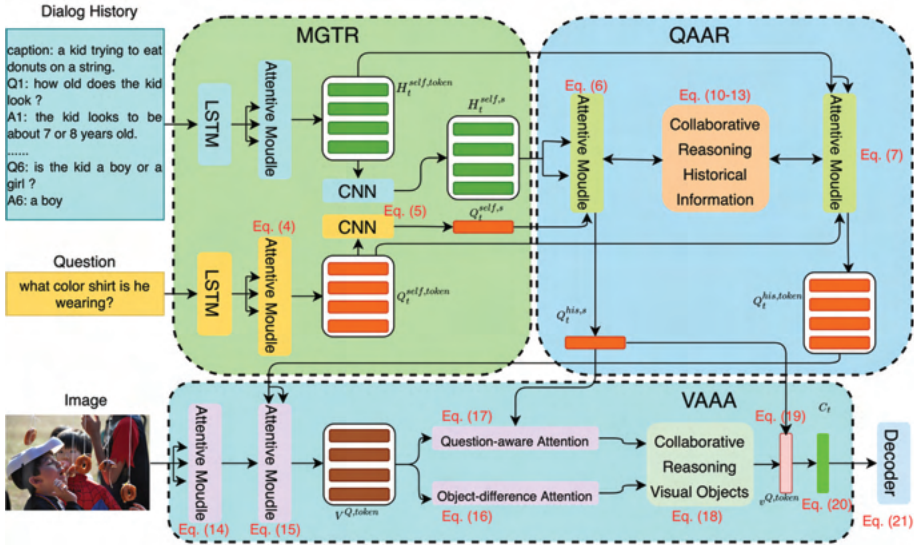 Dialog History
caption: a kid trying to eat
donuts on a string.
Q1: how old does the kid
look ?
A1: the kid looks to be
about 7 or 8 years old.
......
Q6: is the kid a boy or a
girl ?
A6: a boy
Question
what color shirt is he
wearing?
Image
MGTR
LSTM
Attentive Moudle
H_t^{self,token}
CNN
H_t^{self,s}
Eq. (5)
CNN
Q_t^{self,s}
LSTM
Eq. (4)
Attentive Moudle
Q_t^{self,token}
QAAR
Eq. (6)
Attentive Moudle
Eq. (10-13)
Collaborative
Reasoning
Historical
Information
Attentive Moudle
Eq. (7)
Q_t^{his,s}
Q_t^{his,token}
VAAA
Attentive Moudle
Eq. (14)
Attentive Moudle
Eq. (15)
V^{Q,token}
Eq. (17)
Question-aware Attention
Object-difference Attention
Eq. (16)
Collaborative
Reasoning
Visual Objects
Eq. (18)
Eq. (19)
v^{Q,token}
C_t
Eq. (20)
Decoder
Eq. (21)